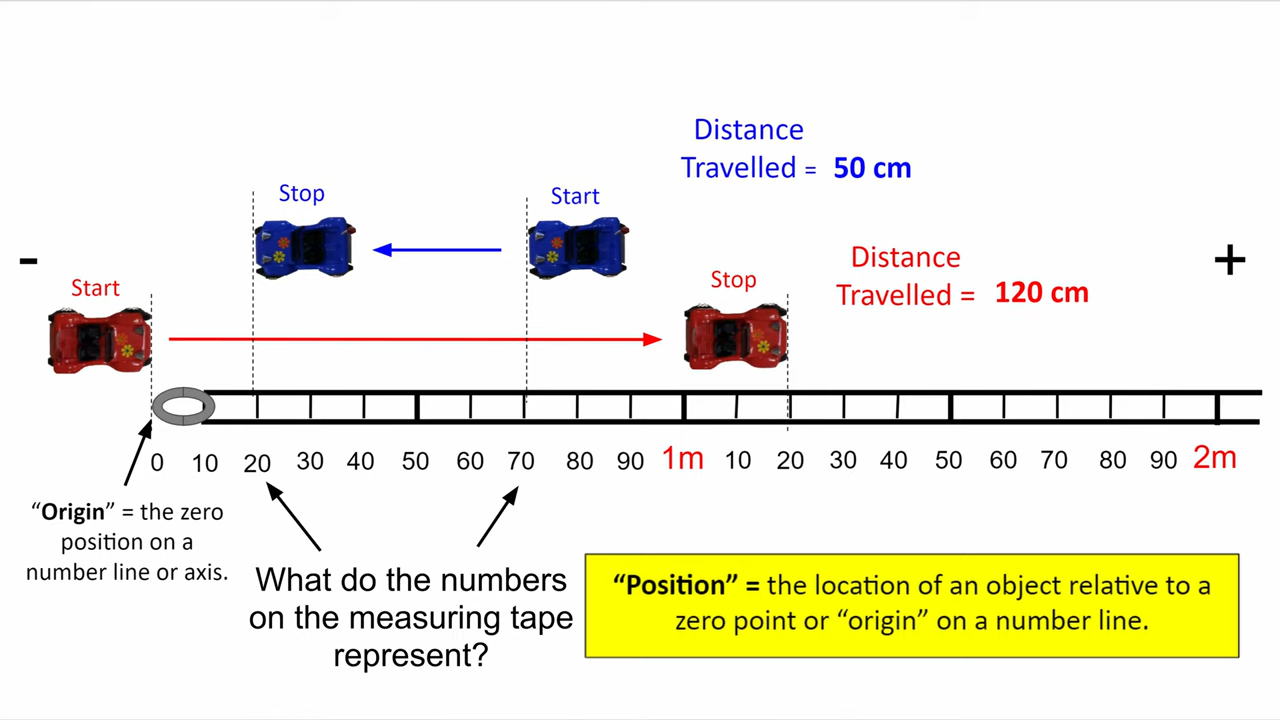 Distance
Travelled = 50 cm
Stop
Start
-
+
Distance
Travelled = 120 cm
Start
Stop
0 10 20 30 40 50 60 70 80 90 1m 10 20 30 40 50 60 70 80 90 2m
“Origin” = the zero
position on a
number line or axis.
What do the numbers
on the measuring tape
represent?
“Position” = the location of an object relative to a
zero point or “origin” on a number line.